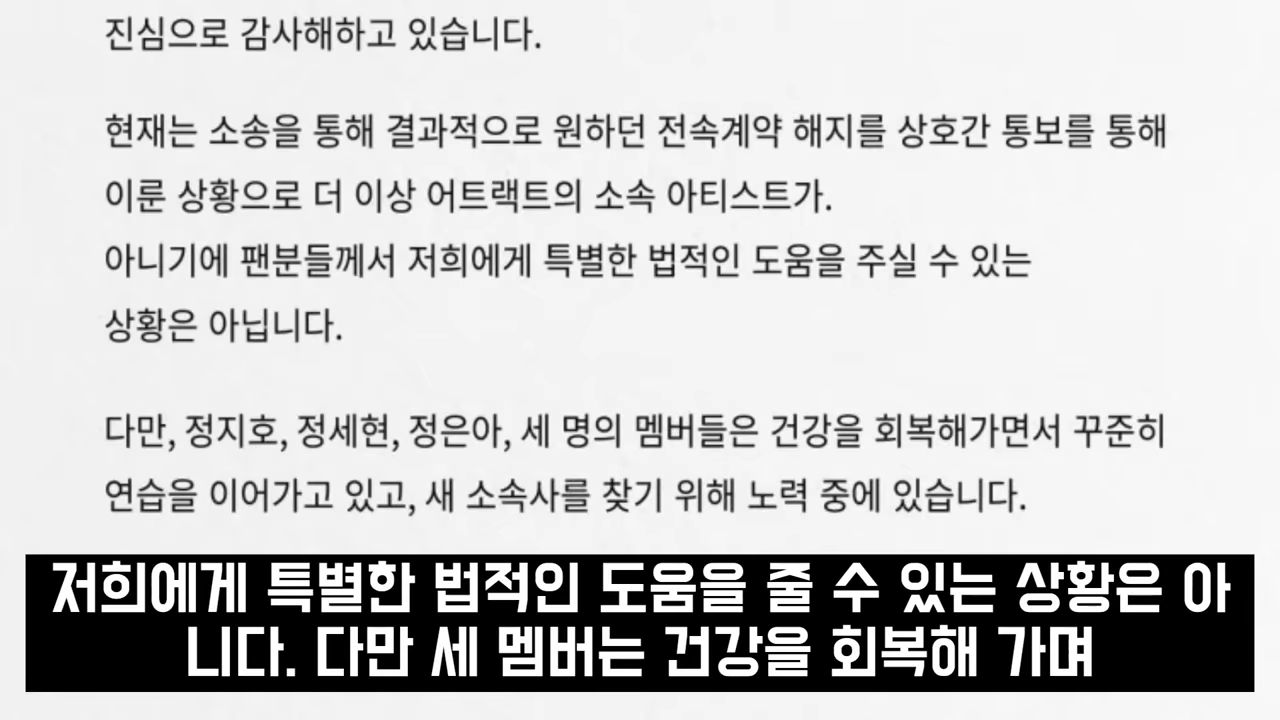 진심으로 감사해하고 있습니다.
현재는 소송을 통해 결과적으로 원하던 전속계약 해지를 상호간 통보를 통해
이룬 상황으로 더 이상 어트랙트의 소속 아티스트가.
아니기에 팬분들께서 저희에게 특별한 법적인 도움을 주실 수 있는
상황은 아닙니다.
다만, 정지호, 정세현, 정은아, 세 명의 멤버들은 건강을 회복해가면서 꾸준히
연습을 이어가고 있고, 새 소속사를 찾기 위해 노력 중에 있습니다.
저희에게 특별한 법적인 도움을 줄 수 있는 상황은 아
니다. 다만 세 멤버는 건강을 회복해 가며